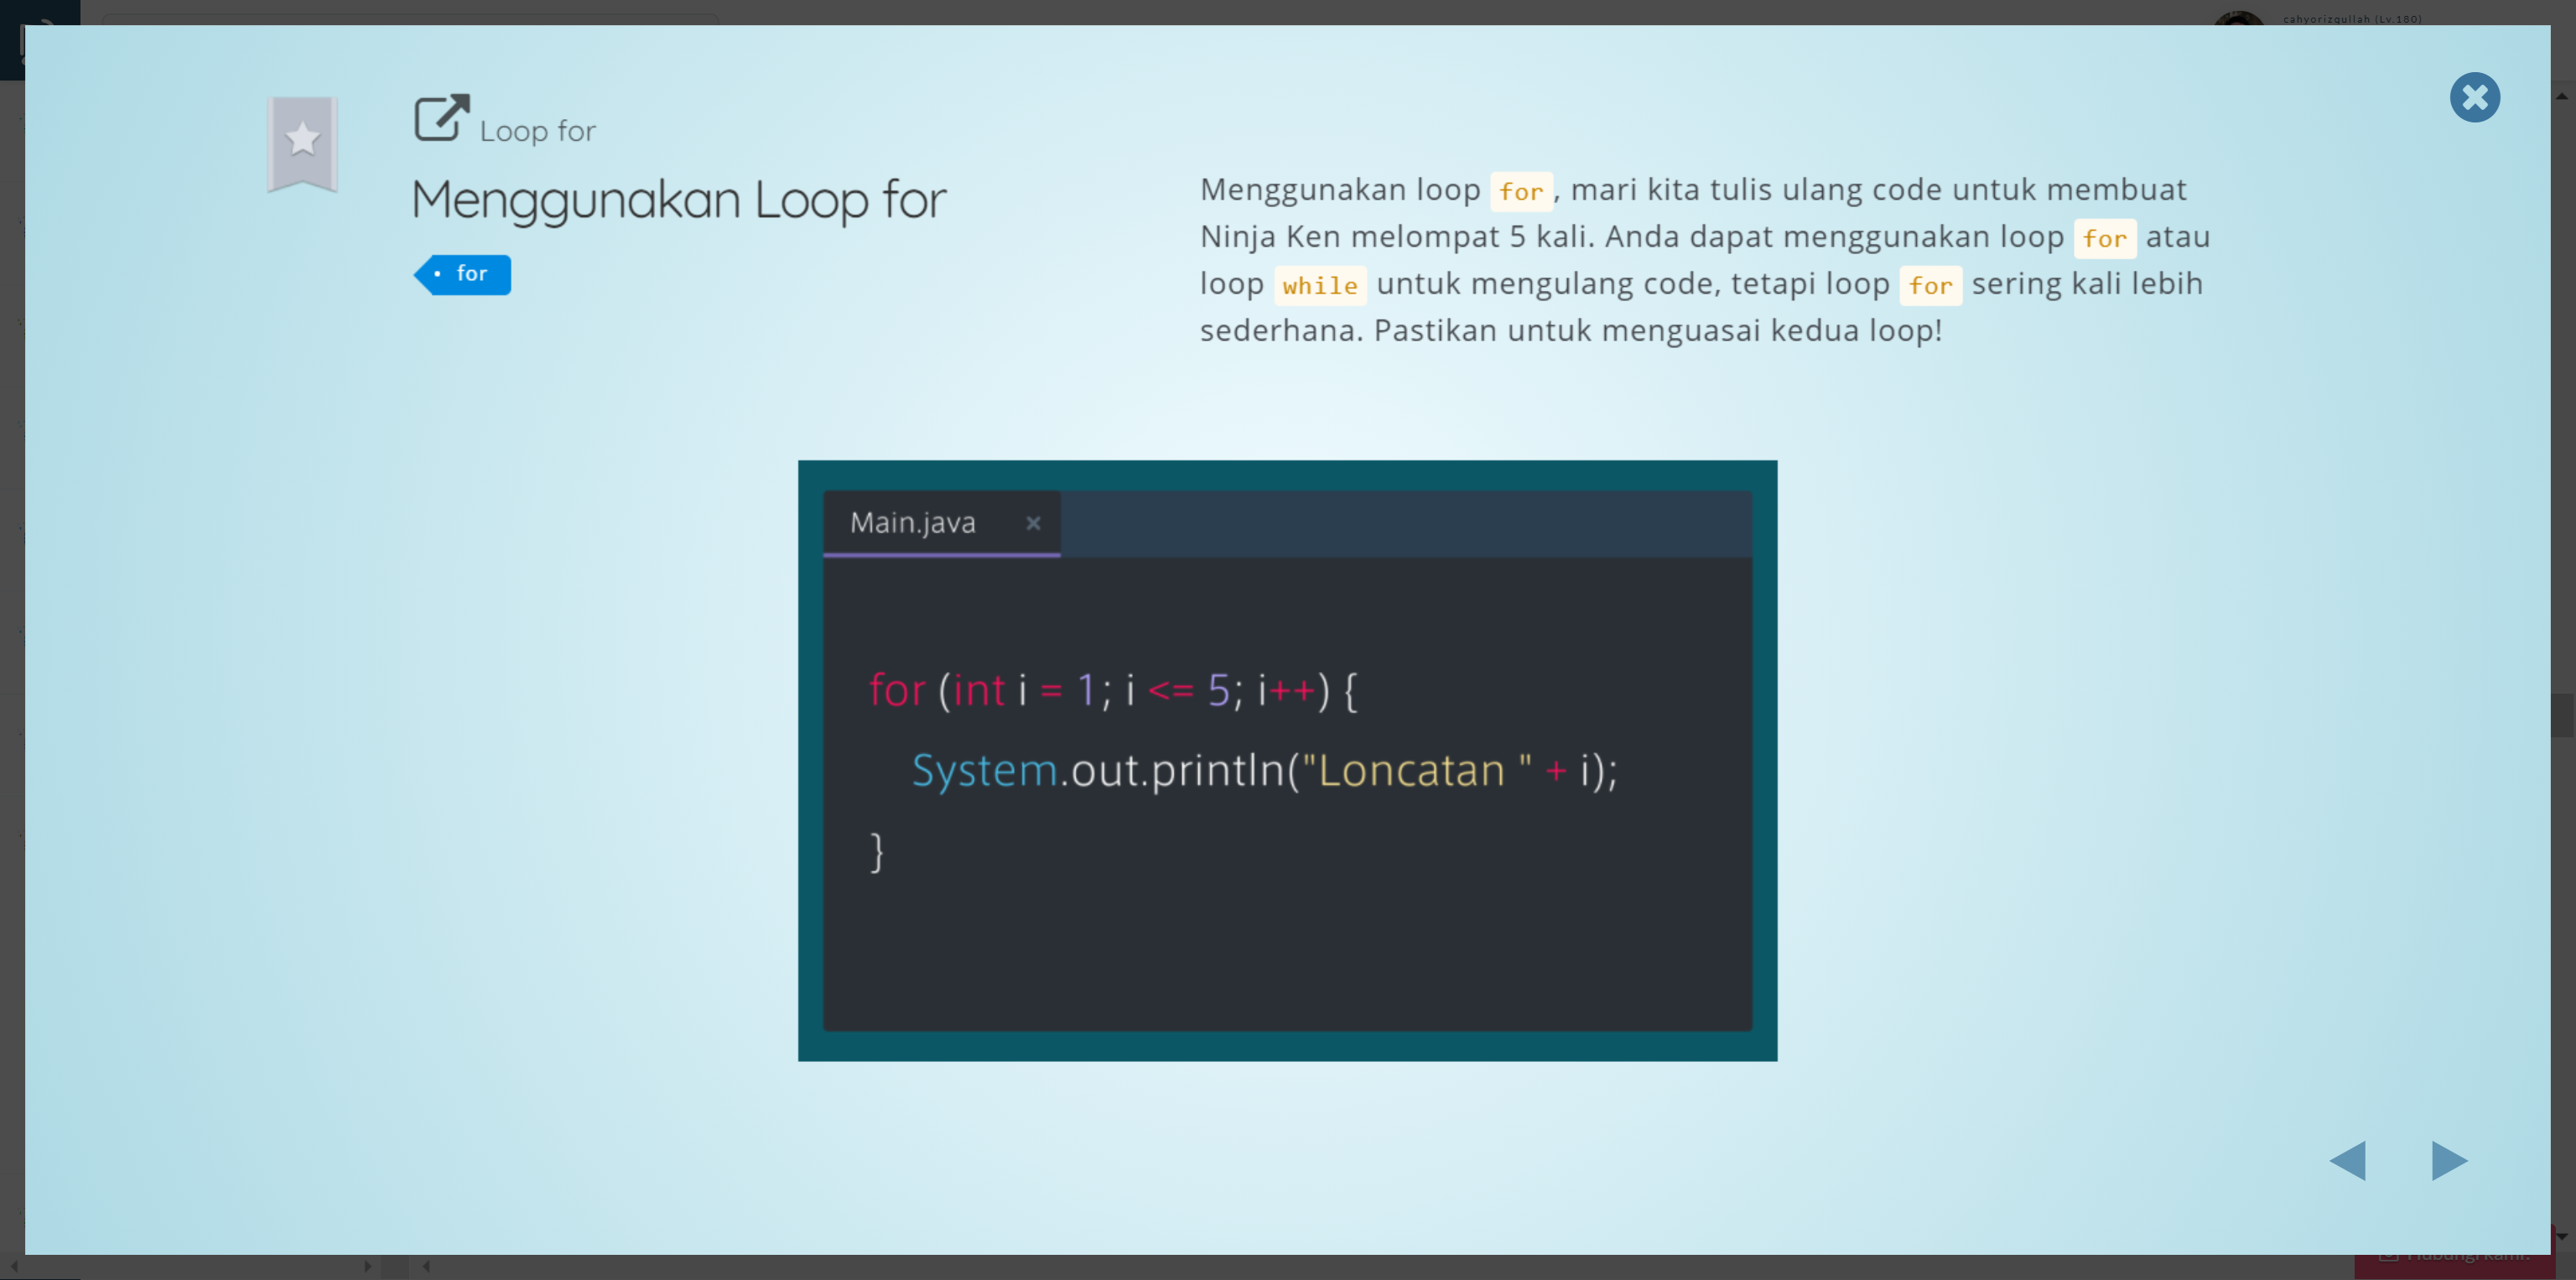 cahyorizqullah (Lv.180)
Loop for
Menggunakan Loop for
• for
Menggunakan loop for, mari kita tulis ulang code untuk membuat
Ninja Ken melompat 5 kali. Anda dapat menggunakan loop for atau
loop while untuk mengulang code, tetapi loop for sering kali lebih
sederhana. Pastikan untuk menguasai kedua loop!
Main.java ×
for (int i = 1; i <= 5; i++) {
System.out.println("Loncatan " + i);
}
Hubungi kami!